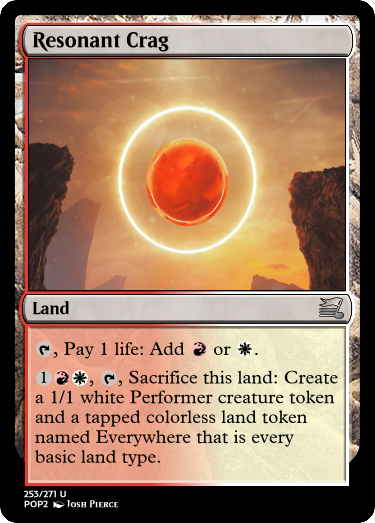 Resonant Crag
Land
, Pay 1 life: Add or .
1 , , Sacrifice this land: Create
a 1/1 white Performer creature token
and a tapped colorless land token
named Everywhere that is every
basic land type.
253/271 U
POP2 Josh Pierce